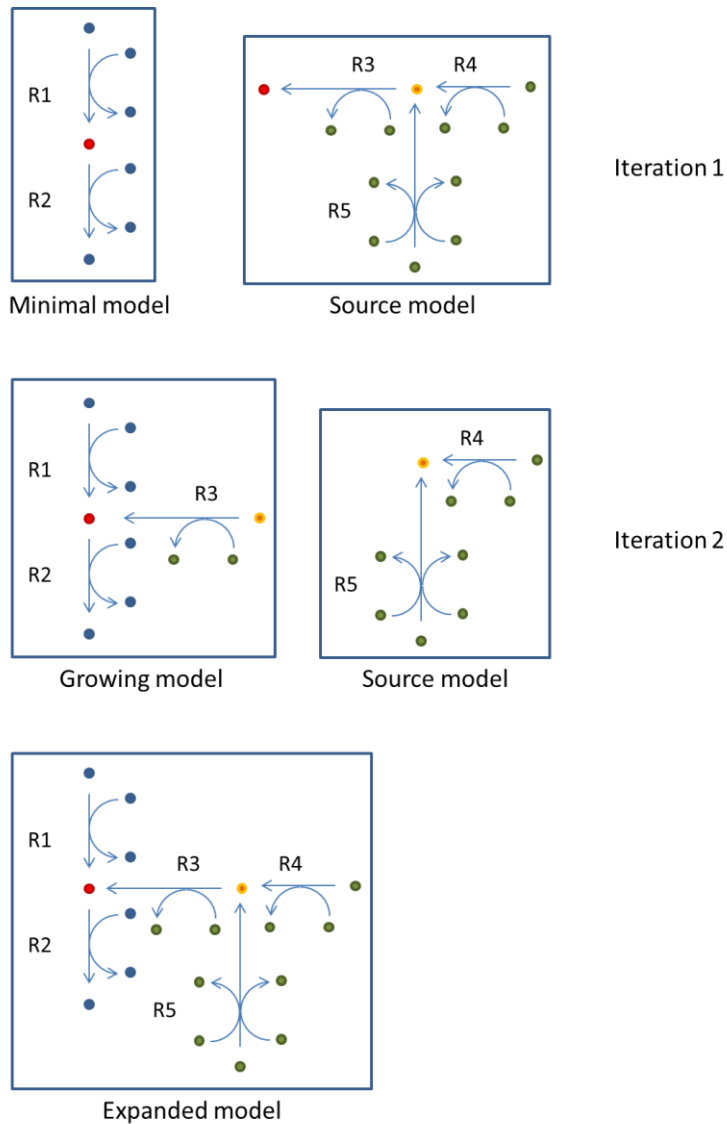 R1
R2
Minimal model
R3
R4
R5
Source model
Iteration 1
R1
R2
R3
Growing model
R4
R5
Source model
Iteration 2
R1
R2
R3
R4
R5
Expanded model